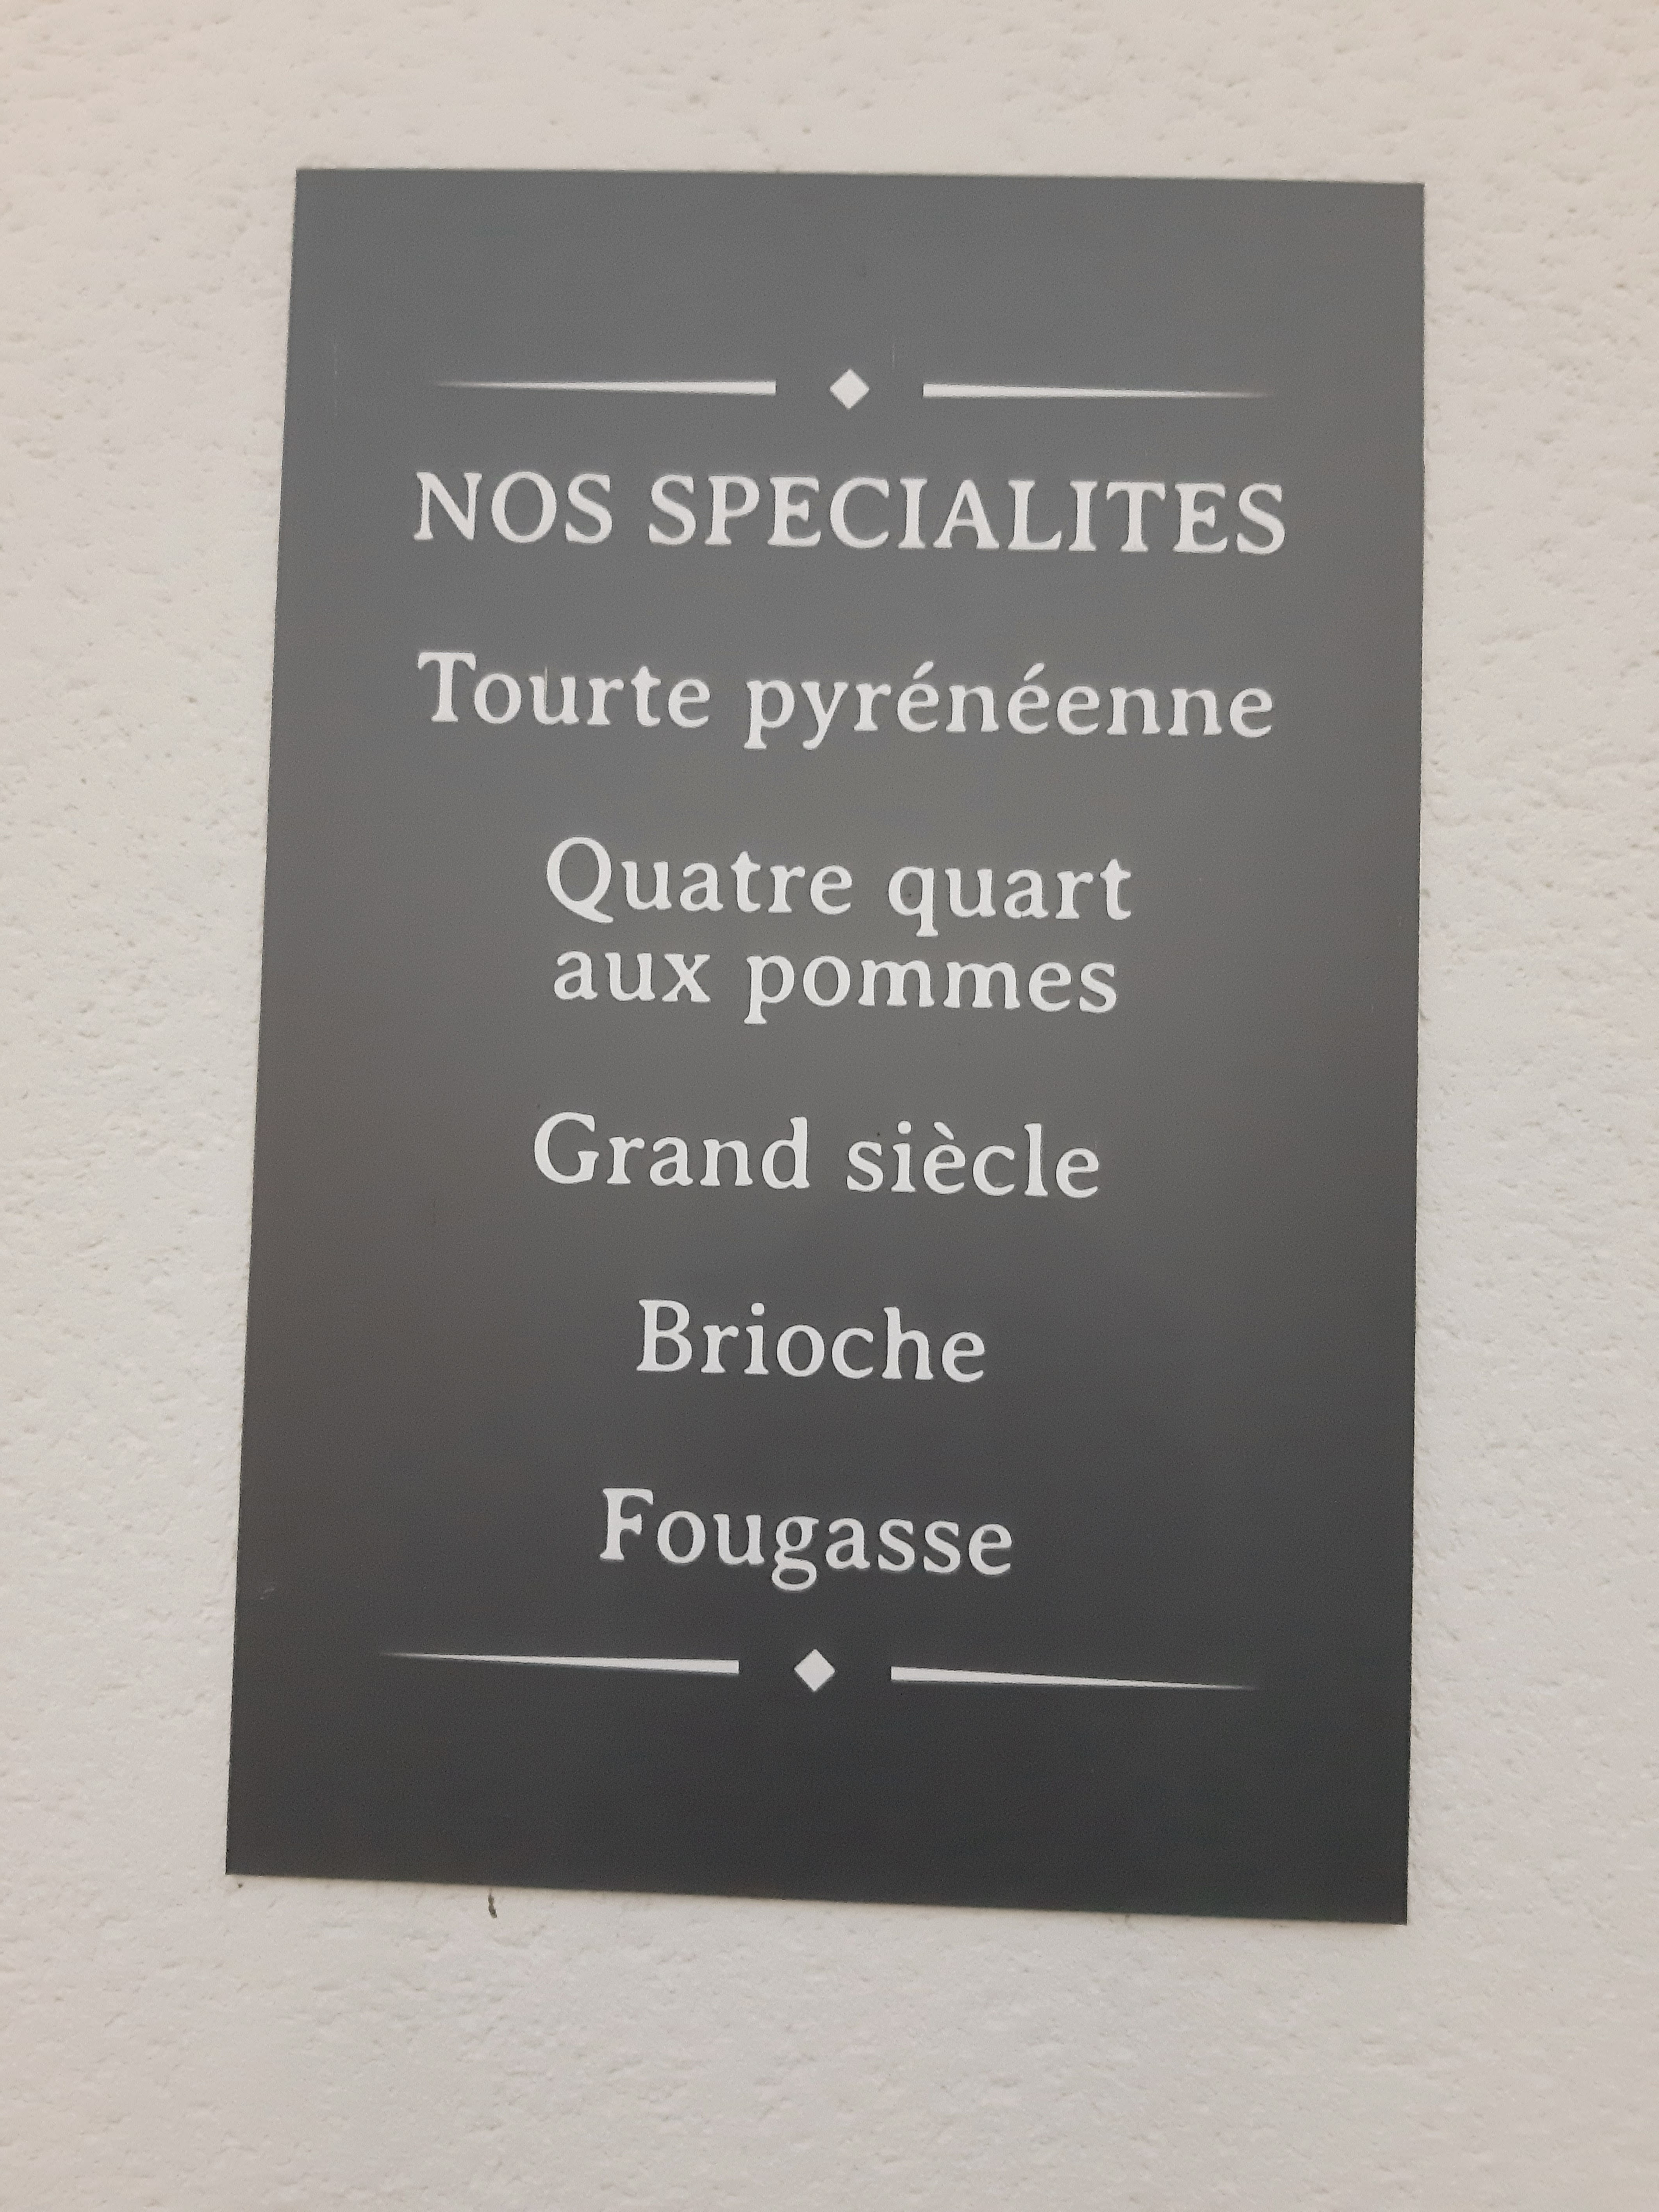 NOS SPECIALITES
Tourte pyrénéenne
Quatre quart
aux pommes
Grand siècle
Brioche
Fougasse